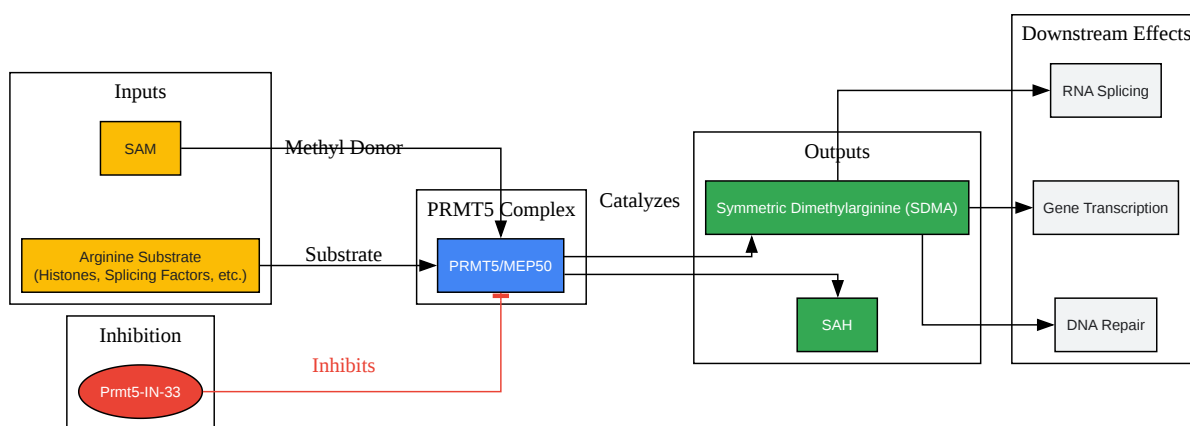 Inputs
SAM
Methyl Donor
Arginine Substrate
(Histones, Splicing Factors, etc.)
Substrate
Inhibition
Prmt5-IN-33
Inhibits
PRMT5 Complex
PRMT5/MEP50
Catalyzes
Outputs
Symmetric Dimethylarginine (SDMA)
SAH
Downstream Effects
RNA Splicing
Gene Transcription
DNA Repair